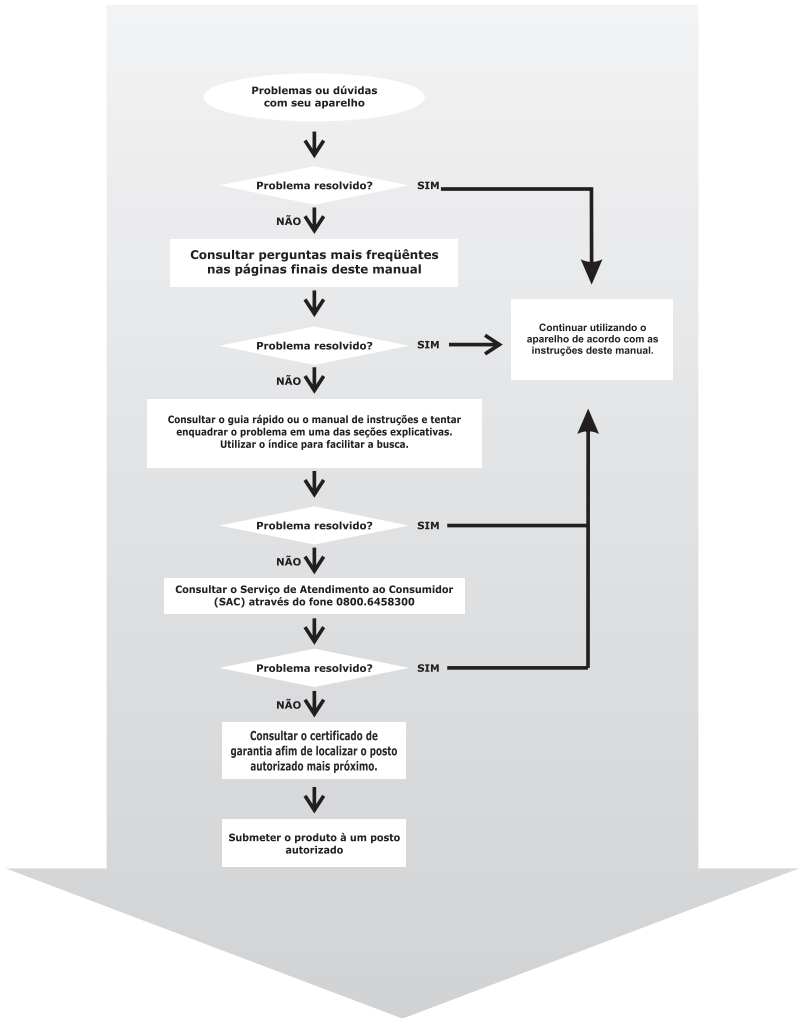 Problemas ou dúvidas
com seu aparelho
Problema resolvido?
SIM
NÃO
Consultar perguntas mais freqüêntes
nas páginas finais deste manual
Continuar utilizando o
aparelho de acordo com as
instruções deste manual.
Problema resolvido?
SIM
NÃO
Consultar o guia rápido ou o manual de instruções e tentar
enquadrar o problema em uma das seções explicativas.
Utilizar o índice para facilitar a busca.
Problema resolvido?
SIM
NÃO
Consultar o Serviço de Atendimento ao Consumidor
(SAC) através do fone 0800.6458300
Problema resolvido?
SIM
NÃO
Consultar o certificado de
garantia afim de localizar o posto
autorizado mais próximo.
Submeter o produto à um posto
autorizado